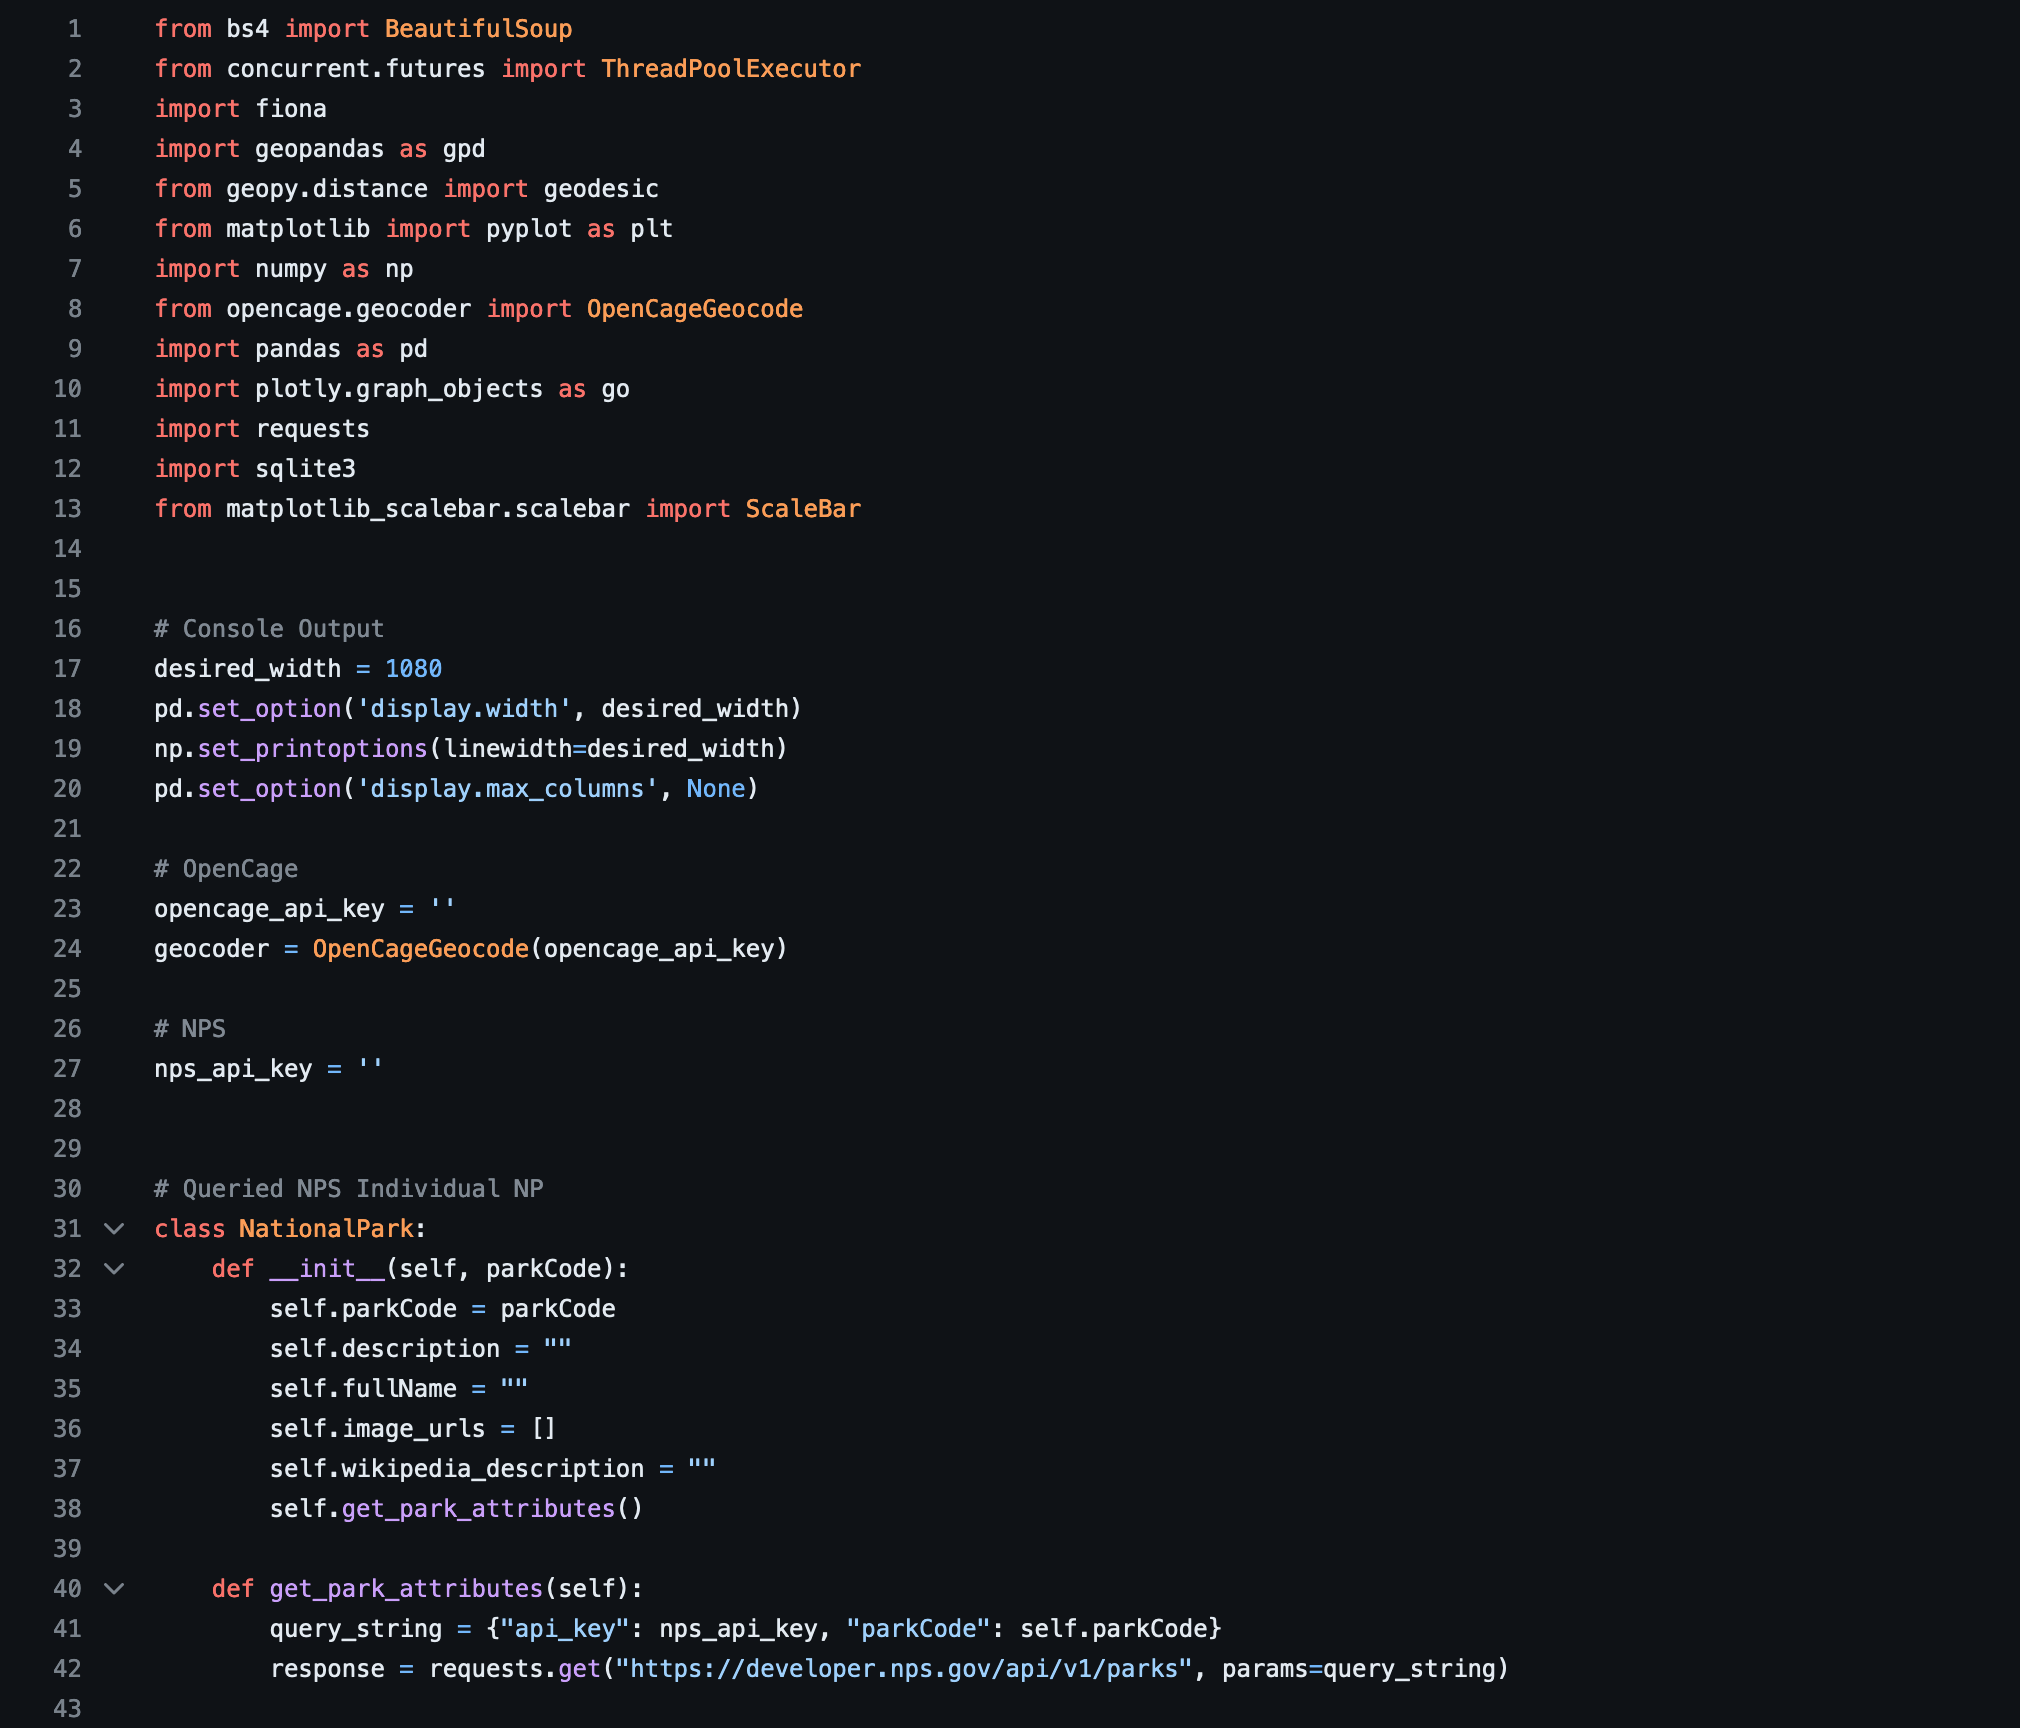 1 from bs4 import BeautifulSoup
2 from concurrent.futures import ThreadPoolExecutor
3 import fiona
4 import geopandas as gpd
5 from geopy.distance import geodesic
6 from matplotlib import pyplot as plt
7 import numpy as np
8 from opencage.geocoder import OpenCageGeocode
9 import pandas as pd
10 import plotly.graph_objects as go
11 import requests
12 import sqlite3
13 from matplotlib_scalebar.scalebar import ScaleBar
14
15
16 # Console Output
17 desired_width = 1080
18 pd.set_option('display.width', desired_width)
19 np.set_printoptions(linewidth=desired_width)
20 pd.set_option('display.max_columns', None)
21
22 # OpenCage
23 opencage_api_key = ''
24 geocoder = OpenCageGeocode(opencage_api_key)
25
26 # NPS
27 nps_api_key = ''
28
29
30 # Queried NPS Individual NP
31 class NationalPark:
32     def __init__(self, parkCode):
33         self.parkCode = parkCode
34         self.description = ""
35         self.fullName = ""
36         self.image_urls = []
37         self.wikipedia_description = ""
38         self.get_park_attributes()
39
40     def get_park_attributes(self):
41         query_string = {"api_key": nps_api_key, "parkCode": self.parkCode}
42         response = requests.get("https://developer.nps.gov/api/v1/parks", params=query_string)
43